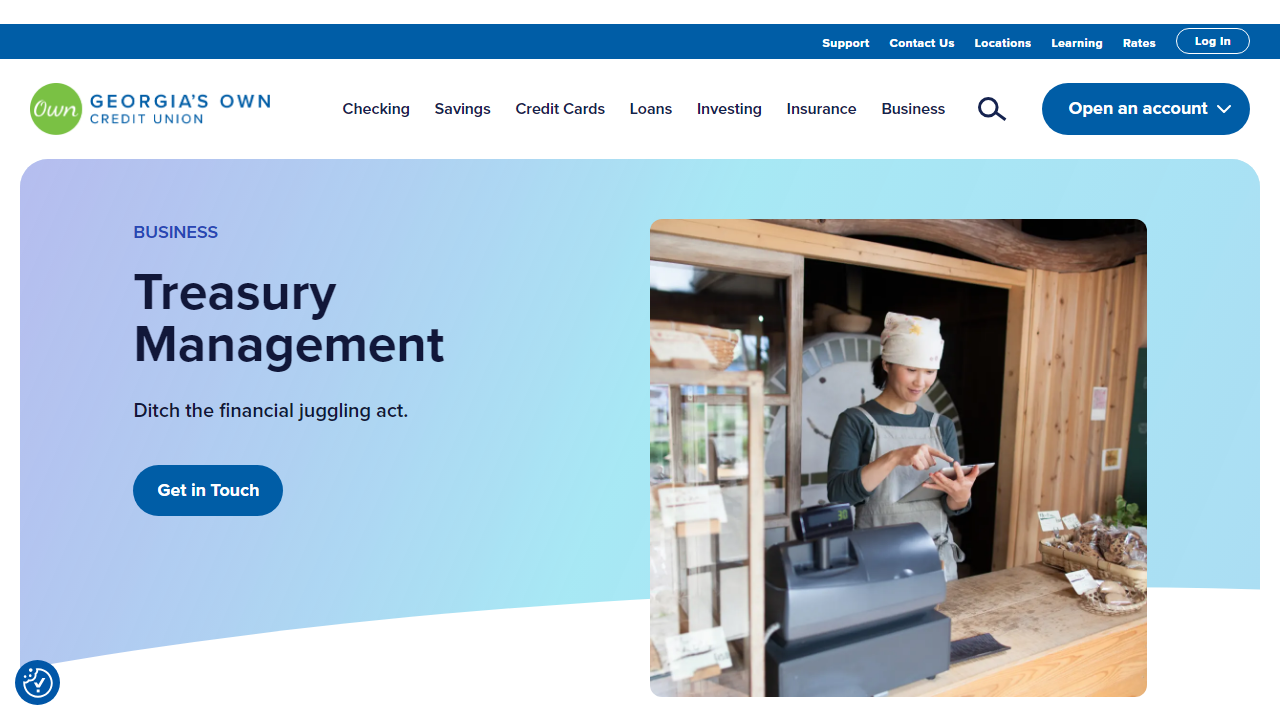 Support Contact Us Locations Learning Rates Log In
Own GEORGIA'S OWN
CREDIT UNION
Checking Savings Credit Cards Loans Investing Insurance Business Open an account
BUSINESS
Treasury
Management
Ditch the financial juggling act.
Get in Touch
30